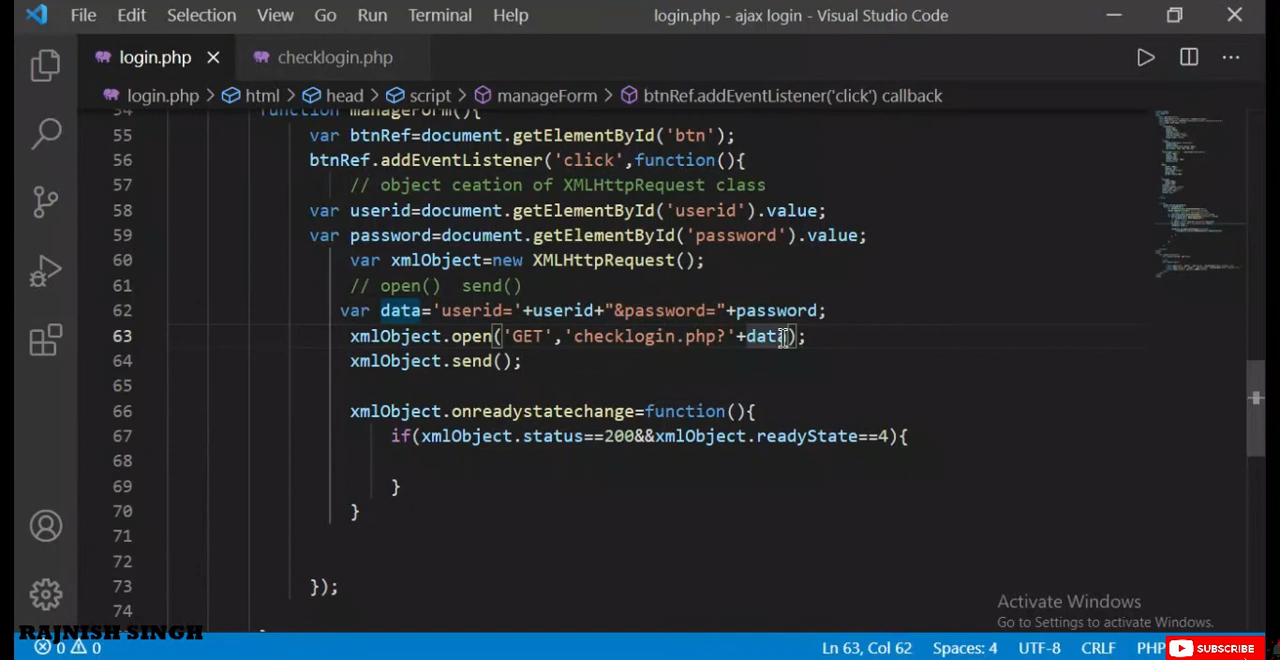 File Edit Selection View Go Run Terminal Help login.php - ajax login - Visual Studio Code
login.php checklogin.php
login.php > html > head > script > manageForm > btnRef.addEventListener('click') callback
54 function manageForm(){
55 var btnRef=document.getElementById('btn');
56 btnRef.addEventListener('click',function(){
57 // object ceation of XMLHttpRequest class
58 var userid=document.getElementById('userid').value;
59 var password=document.getElementById('password').value;
60 var xmlObject=new XMLHttpRequest();
61 // open() send()
62 var data='userid='+userid+"&password="+password;
63 xmlObject.open('GET','checklogin.php?'+data);
64 xmlObject.send();
65
66 xmlObject.onreadystatechange=function(){
67 if(xmlObject.status==200&&xmlObject.readyState==4){
68
69 }
70 }
71
72
73 });
74
Activate Windows
Go to Settings to activate Windows.
RAJNISH SINGH
0 0 Ln 63, Col 62 Spaces: 4 UTF-8 CRLF PHP SUBSCRIBE